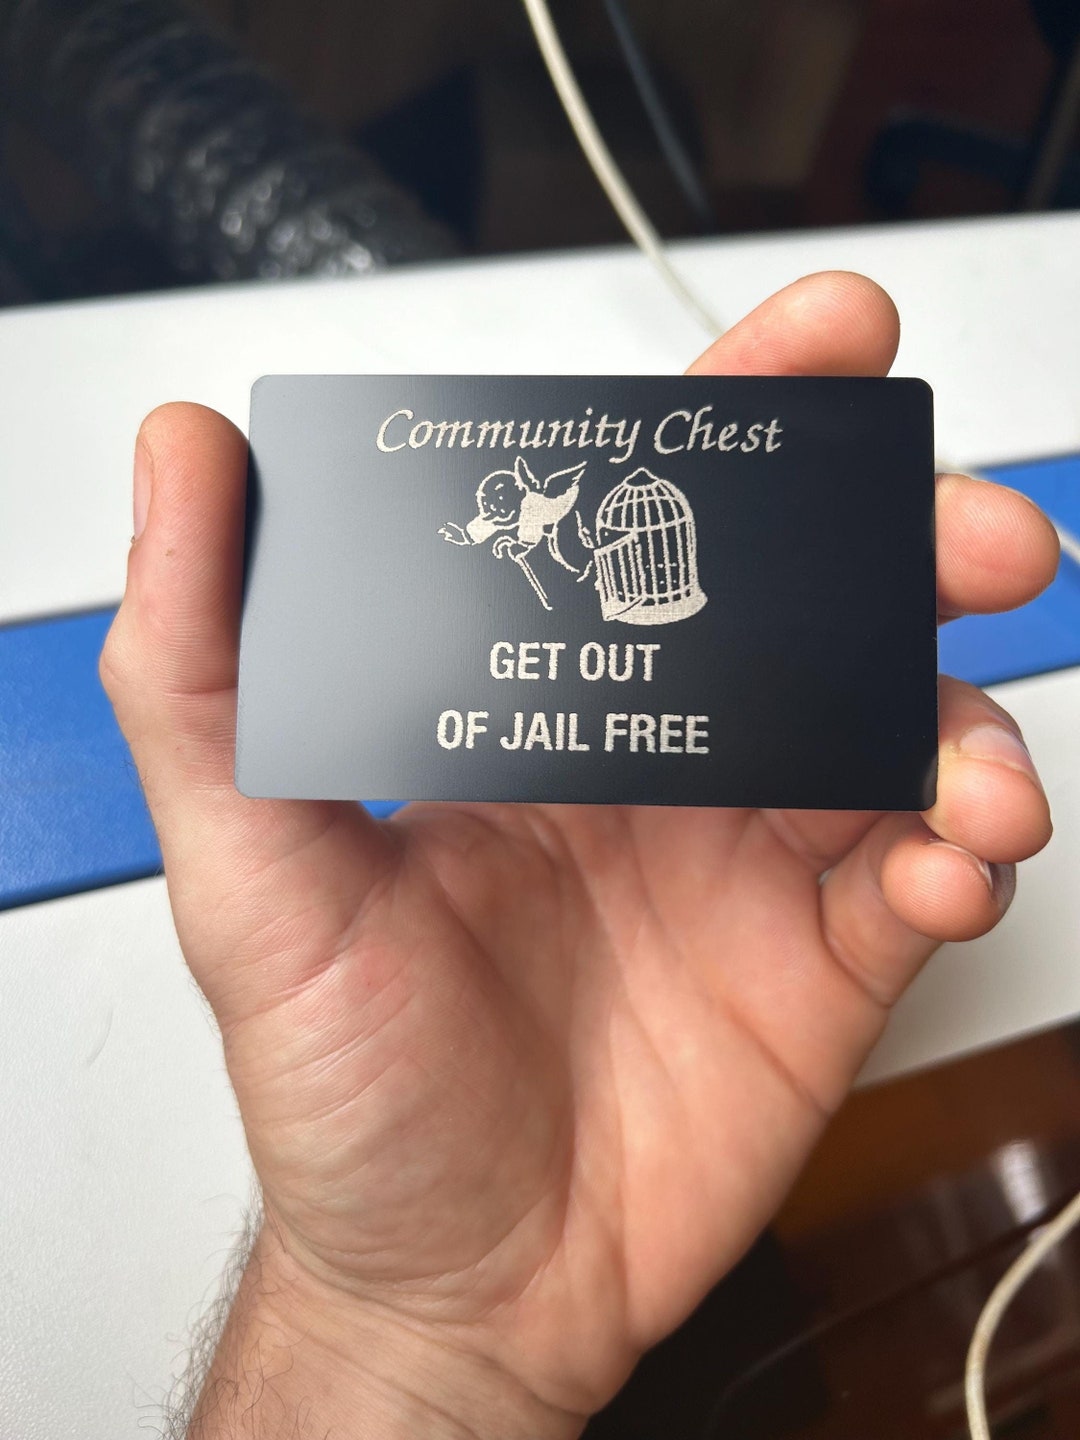 Community Chest
GET OUT
OF JAIL FREE